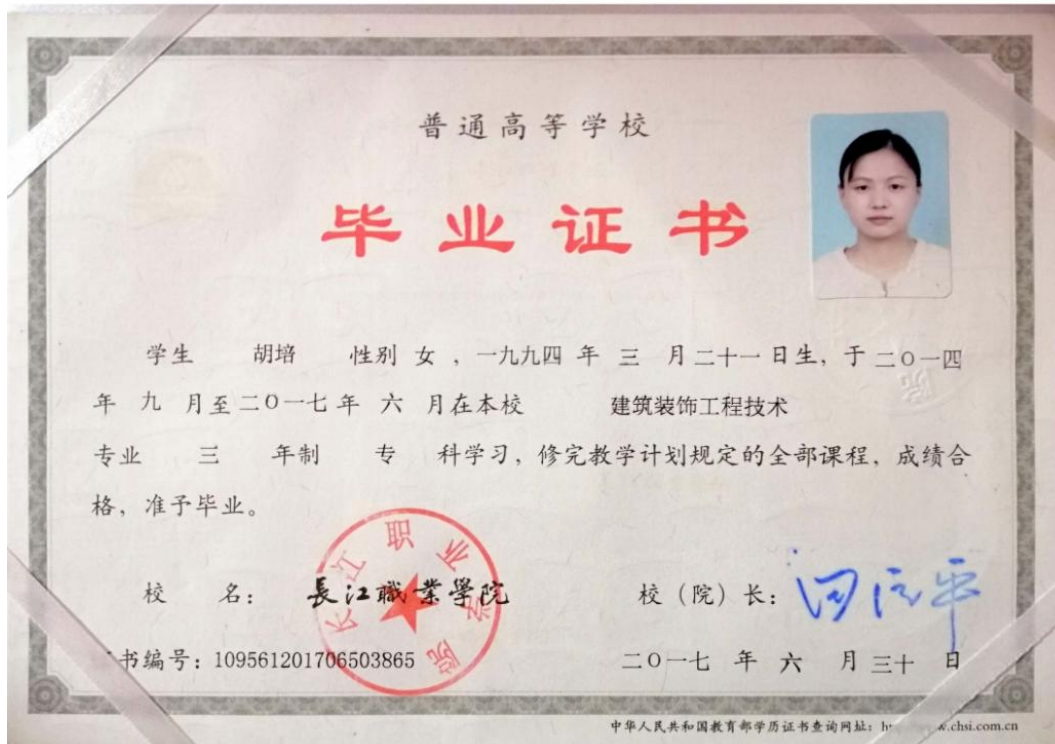 普通高等学校
毕业证书
学生 胡培 性别 女 ，一九九四 年 三 月二十一日生，于二〇一四
年 九 月至二〇一七年 六 月在本校 建筑装饰工程技术
专业 三 年制 专 科学习，修完教学计划规定的全部课程，成绩合
格，准予毕业。
校 名： 長江職業學院
长江职业学院
校（院）长：
书编号：109561201706503865
二〇一七 年 六 月三十 日
中华人民共和国教育部学历证书查询网址：h w.chsi.com.cn